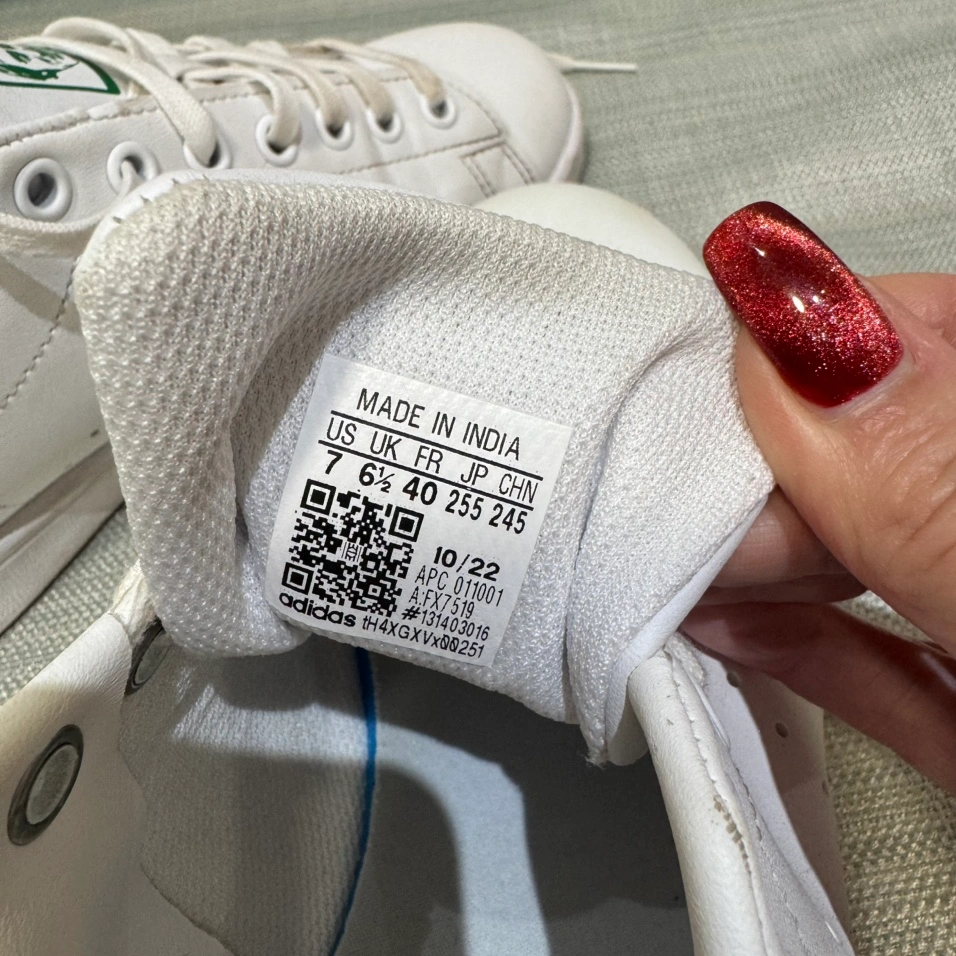 MADE IN INDIA
US UK FR JP CHN
7 6½ 40 255 245
10/22
APC 011001
A:FX7519
#131403016
adidas tH4XGXVx00251